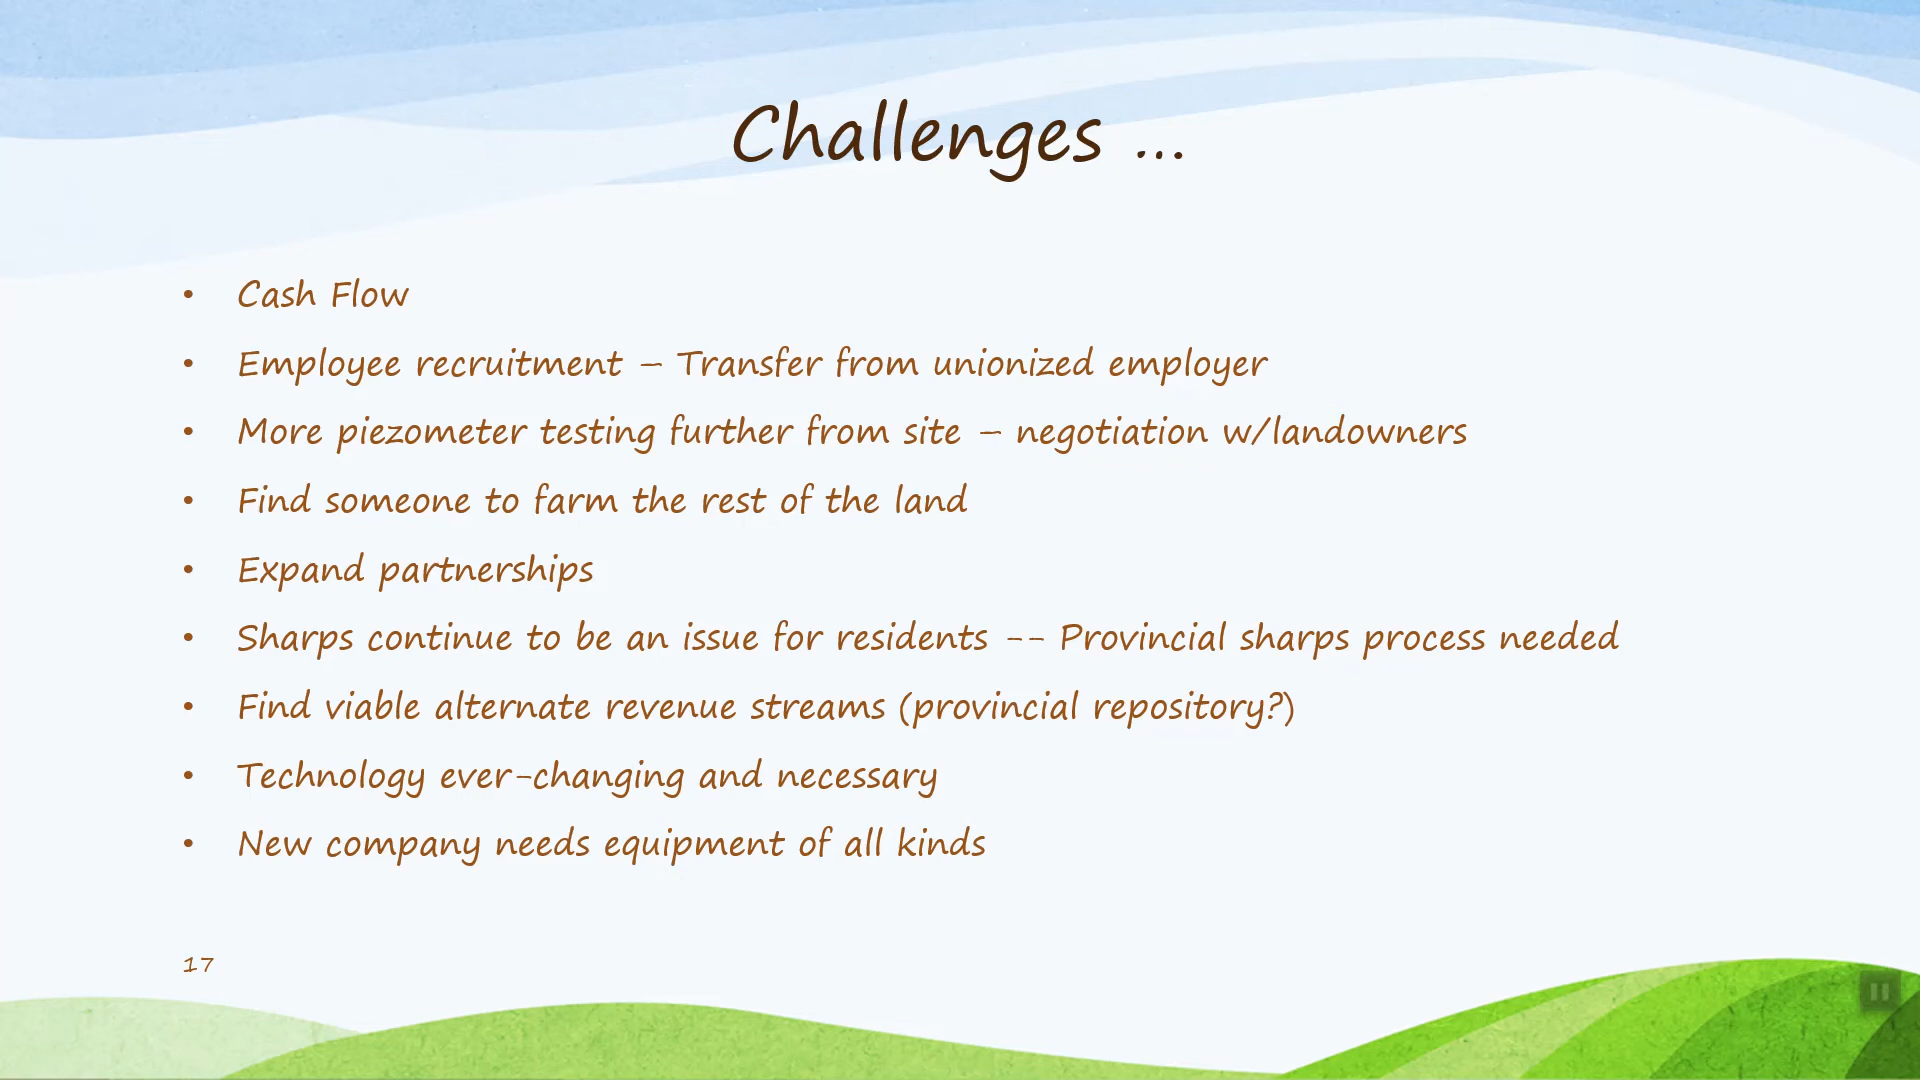 Challenges ...
• Cash Flow
• Employee recruitment – Transfer from unionized employer
• More piezometer testing further from site – negotiation w/landowners
• Find someone to farm the rest of the land
• Expand partnerships
• Sharps continue to be an issue for residents -- Provincial sharps process needed
• Find viable alternate revenue streams (provincial repository?)
• Technology ever-changing and necessary
• New company needs equipment of all kinds
17